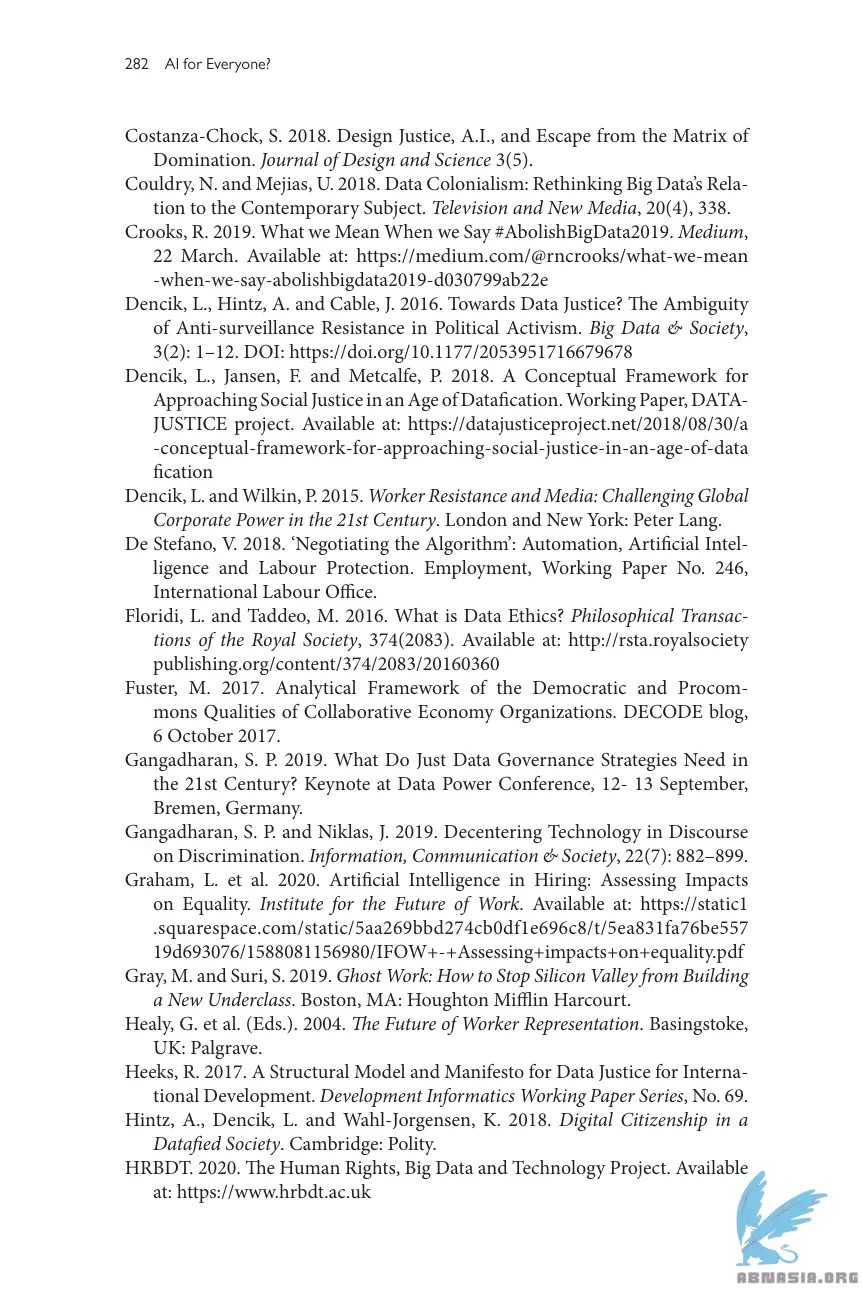 282 AI for Everyone?
Costanza-Chock, S. 2018. Design Justice, A.I., and Escape from the Matrix of
Domination. Journal of Design and Science 3(5).
Couldry, N. and Mejias, U. 2018. Data Colonialism: Rethinking Big Data’s Rela-
tion to the Contemporary Subject. Television and New Media, 20(4), 338.
Crooks, R. 2019. What we Mean When we Say #AbolishBigData2019. Medium,
22 March. Available at: https://medium.com/@rncrooks/what-we-mean
-when-we-say-abolishbigdata2019-d030799ab22e
Dencik, L., Hintz, A. and Cable, J. 2016. Towards Data Justice? The Ambiguity
of Anti-surveillance Resistance in Political Activism. Big Data & Society,
3(2): 1–12. DOI: https://doi.org/10.1177/2053951716679678
Dencik, L., Jansen, F. and Metcalfe, P. 2018. A Conceptual Framework for
Approaching Social Justice in an Age of Datafication. Working Paper, DATA-
JUSTICE project. Available at: https://datajusticeproject.net/2018/08/30/a
-conceptual-framework-for-approaching-social-justice-in-an-age-of-data
fication
Dencik, L. and Wilkin, P. 2015. Worker Resistance and Media: Challenging Global
Corporate Power in the 21st Century. London and New York: Peter Lang.
De Stefano, V. 2018. ‘Negotiating the Algorithm’: Automation, Artificial Intel-
ligence and Labour Protection. Employment, Working Paper No. 246,
International Labour Office.
Floridi, L. and Taddeo, M. 2016. What is Data Ethics? Philosophical Transac-
tions of the Royal Society, 374(2083). Available at: http://rsta.royalsociety
publishing.org/content/374/2083/20160360
Fuster, M. 2017. Analytical Framework of the Democratic and Procom-
mons Qualities of Collaborative Economy Organizations. DECODE blog,
6 October 2017.
Gangadharan, S. P. 2019. What Do Just Data Governance Strategies Need in
the 21st Century? Keynote at Data Power Conference, 12- 13 September,
Bremen, Germany.
Gangadharan, S. P. and Niklas, J. 2019. Decentering Technology in Discourse
on Discrimination. Information, Communication & Society, 22(7): 882–899.
Graham, L. et al. 2020. Artificial Intelligence in Hiring: Assessing Impacts
on Equality. Institute for the Future of Work. Available at: https://static1
.squarespace.com/static/5aa269bbd274cb0df1e696c8/t/5ea831fa76be557
19d693076/1588081156980/IFOW+-+Assessing+impacts+on+equality.pdf
Gray, M. and Suri, S. 2019. Ghost Work: How to Stop Silicon Valley from Building
a New Underclass. Boston, MA: Houghton Mifflin Harcourt.
Healy, G. et al. (Eds.). 2004. The Future of Worker Representation. Basingstoke,
UK: Palgrave.
Heeks, R. 2017. A Structural Model and Manifesto for Data Justice for Interna-
tional Development. Development Informatics Working Paper Series, No. 69.
Hintz, A., Dencik, L. and Wahl-Jorgensen, K. 2018. Digital Citizenship in a
Datafied Society. Cambridge: Polity.
HRBDT. 2020. The Human Rights, Big Data and Technology Project. Available
at: https://www.hrbdt.ac.uk
ABNASIA.ORG